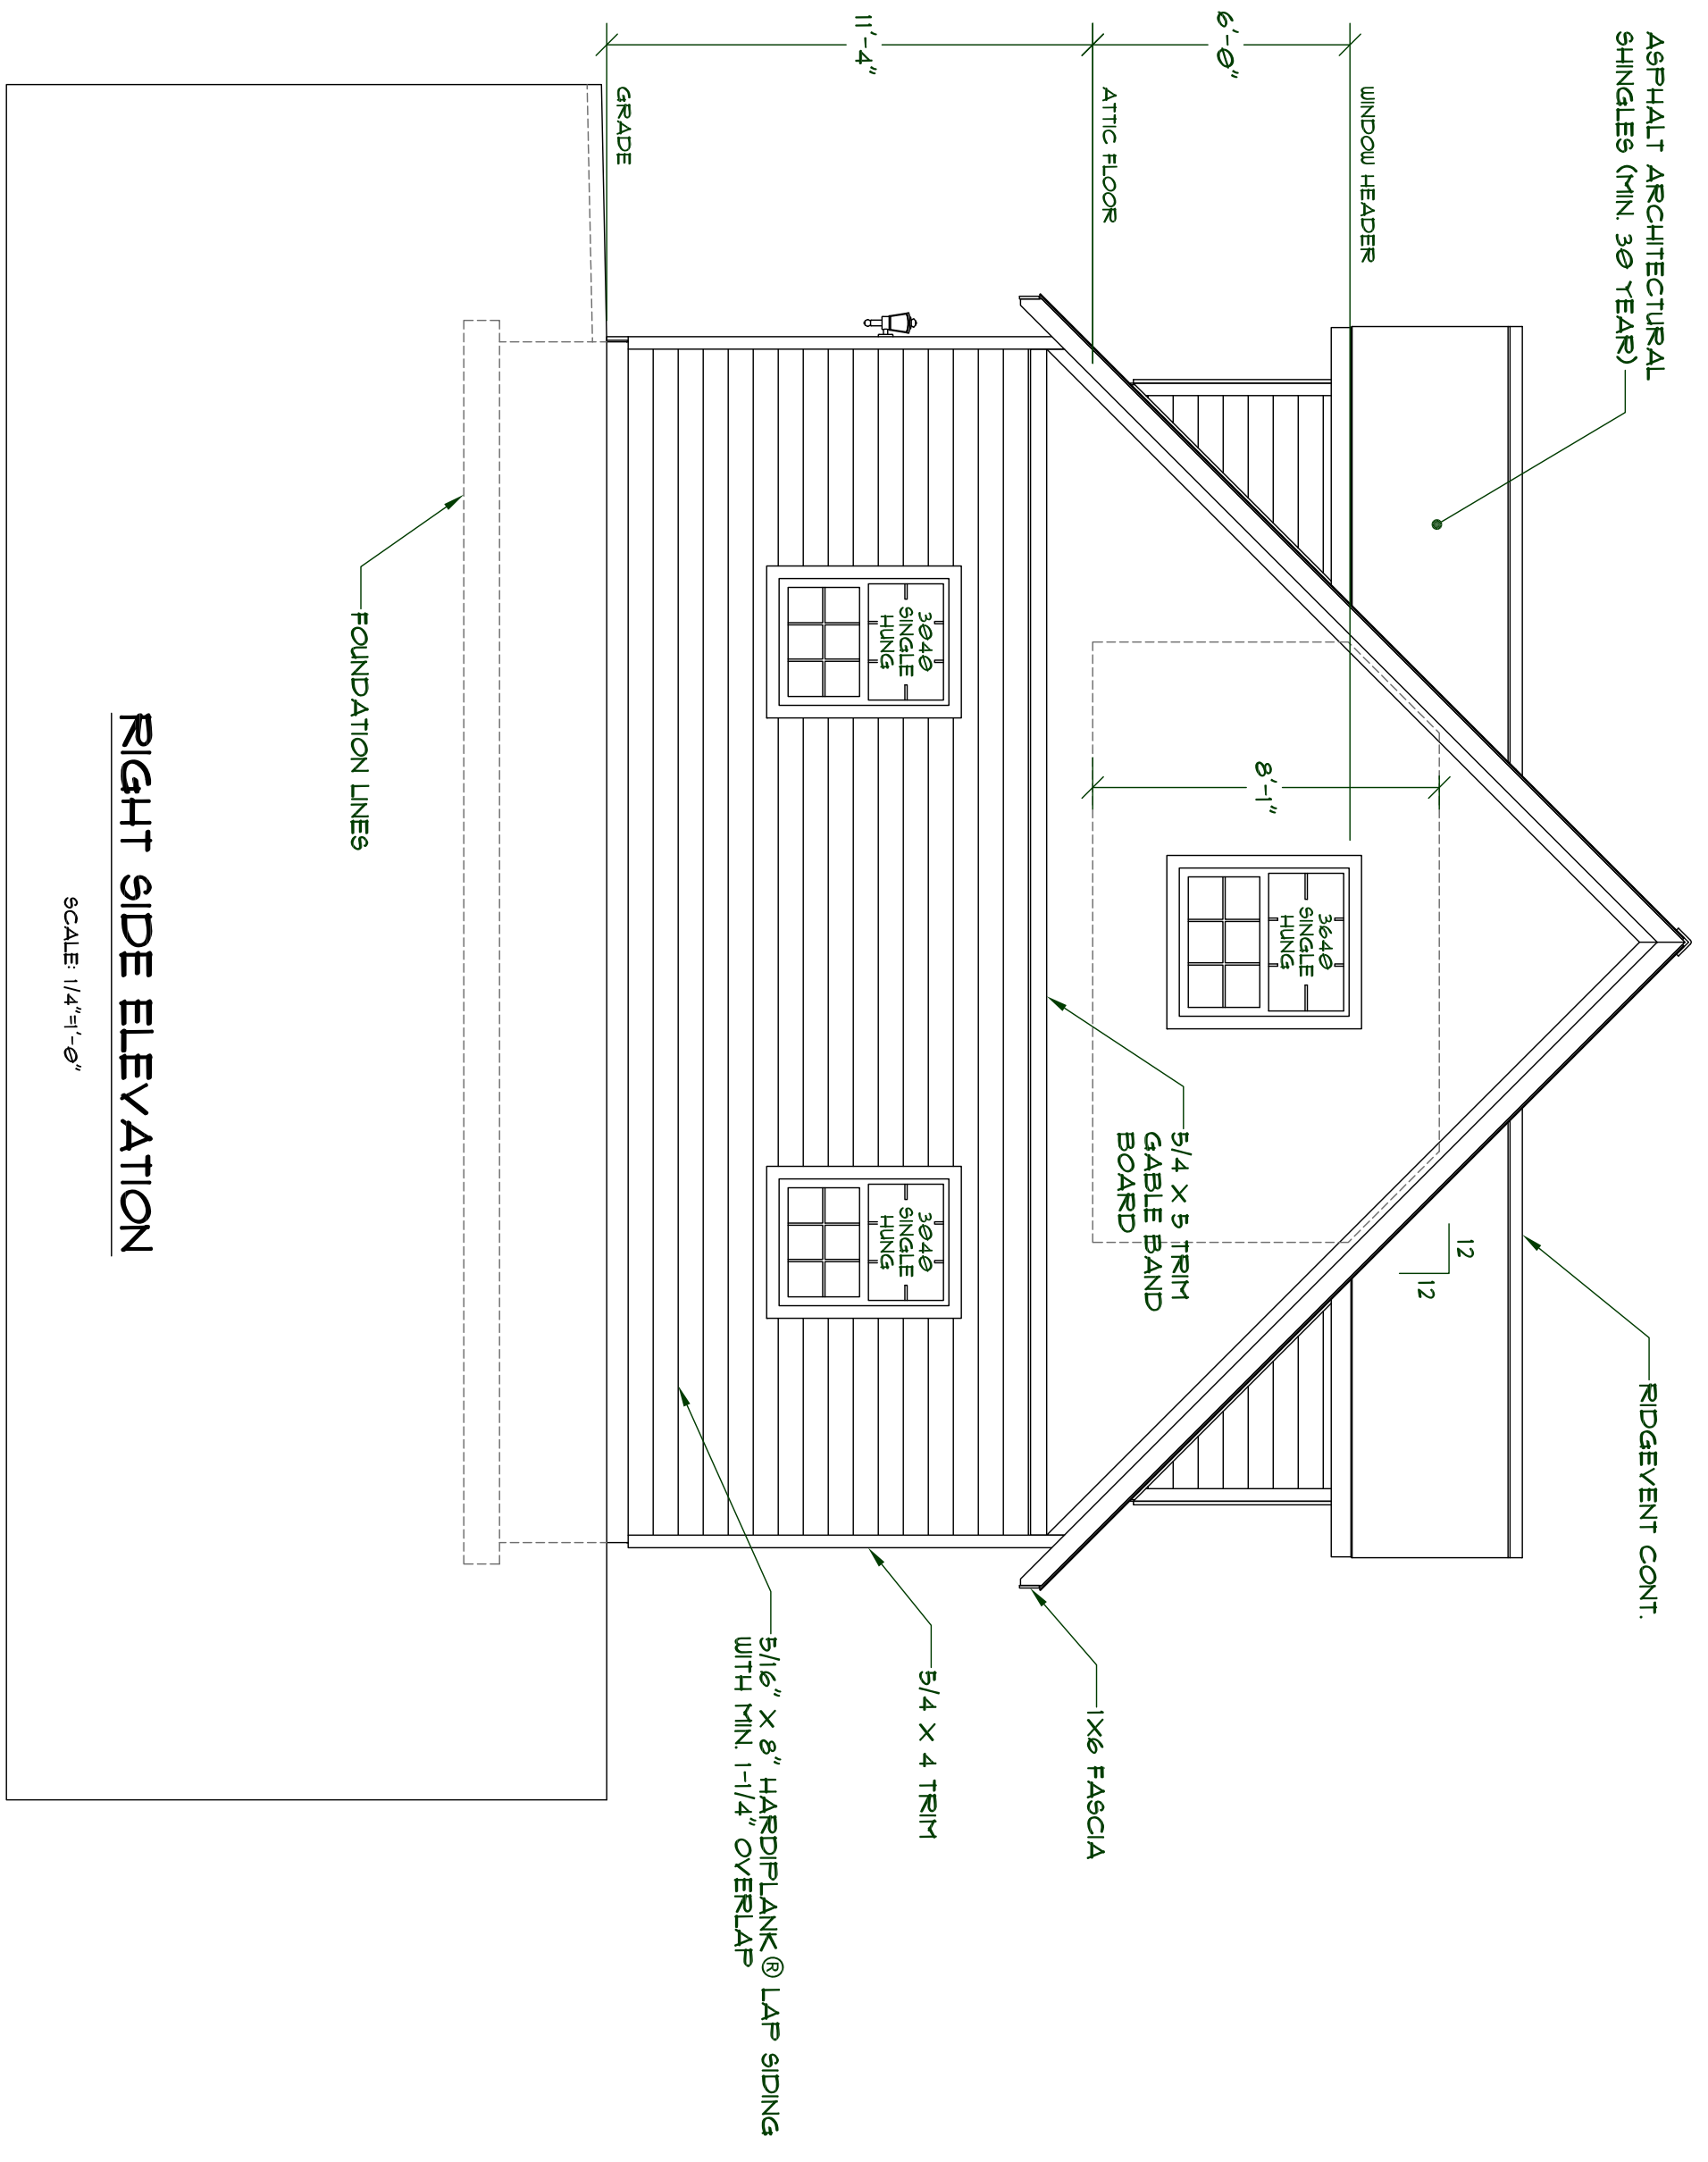 ASPHALT ARCHITECTURAL
SHINGLES (MIN. 30 YEAR)
RIDGEVENT CONT.
12
12
6'-0"
WINDOW HEADER
3640
SINGLE
HUNG
8'-1"
5/4 X 5 TRIM
GABLE BAND
BOARD
ATTIC FLOOR
1X6 FASCIA
11'-4"
3040
SINGLE
HUNG
3040
SINGLE
HUNG
5/4 X 4 TRIM
5/16" X 8" HARDIPLANK® LAP SIDING
WITH MIN. 1-1/4" OVERLAP
GRADE
FOUNDATION LINES
RIGHT SIDE ELEVATION
SCALE: 1/4"=1'-0"